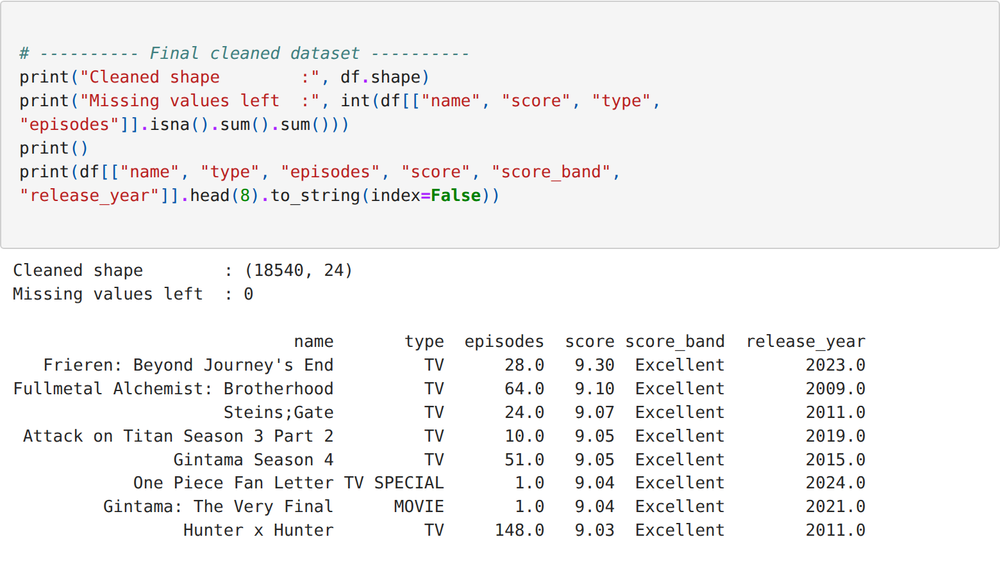 # ---------- Final cleaned dataset ----------
print("Cleaned shape        :", df.shape)
print("Missing values left  :", int(df[["name", "score", "type",
"episodes"]].isna().sum().sum()))
print()
print(df[["name", "type", "episodes", "score", "score_band",
"release_year"]].head(8).to_string(index=False))
Cleaned shape        : (18540, 24)
Missing values left  : 0
                            name       type  episodes  score score_band  release_year
   Frieren: Beyond Journey's End         TV      28.0   9.30  Excellent        2023.0
Fullmetal Alchemist: Brotherhood         TV      64.0   9.10  Excellent        2009.0
                     Steins;Gate         TV      24.0   9.07  Excellent        2011.0
 Attack on Titan Season 3 Part 2         TV      10.0   9.05  Excellent        2019.0
                Gintama Season 4         TV      51.0   9.05  Excellent        2015.0
            One Piece Fan Letter TV SPECIAL       1.0   9.04  Excellent        2024.0
         Gintama: The Very Final      MOVIE       1.0   9.04  Excellent        2021.0
                 Hunter x Hunter         TV     148.0   9.03  Excellent        2011.0